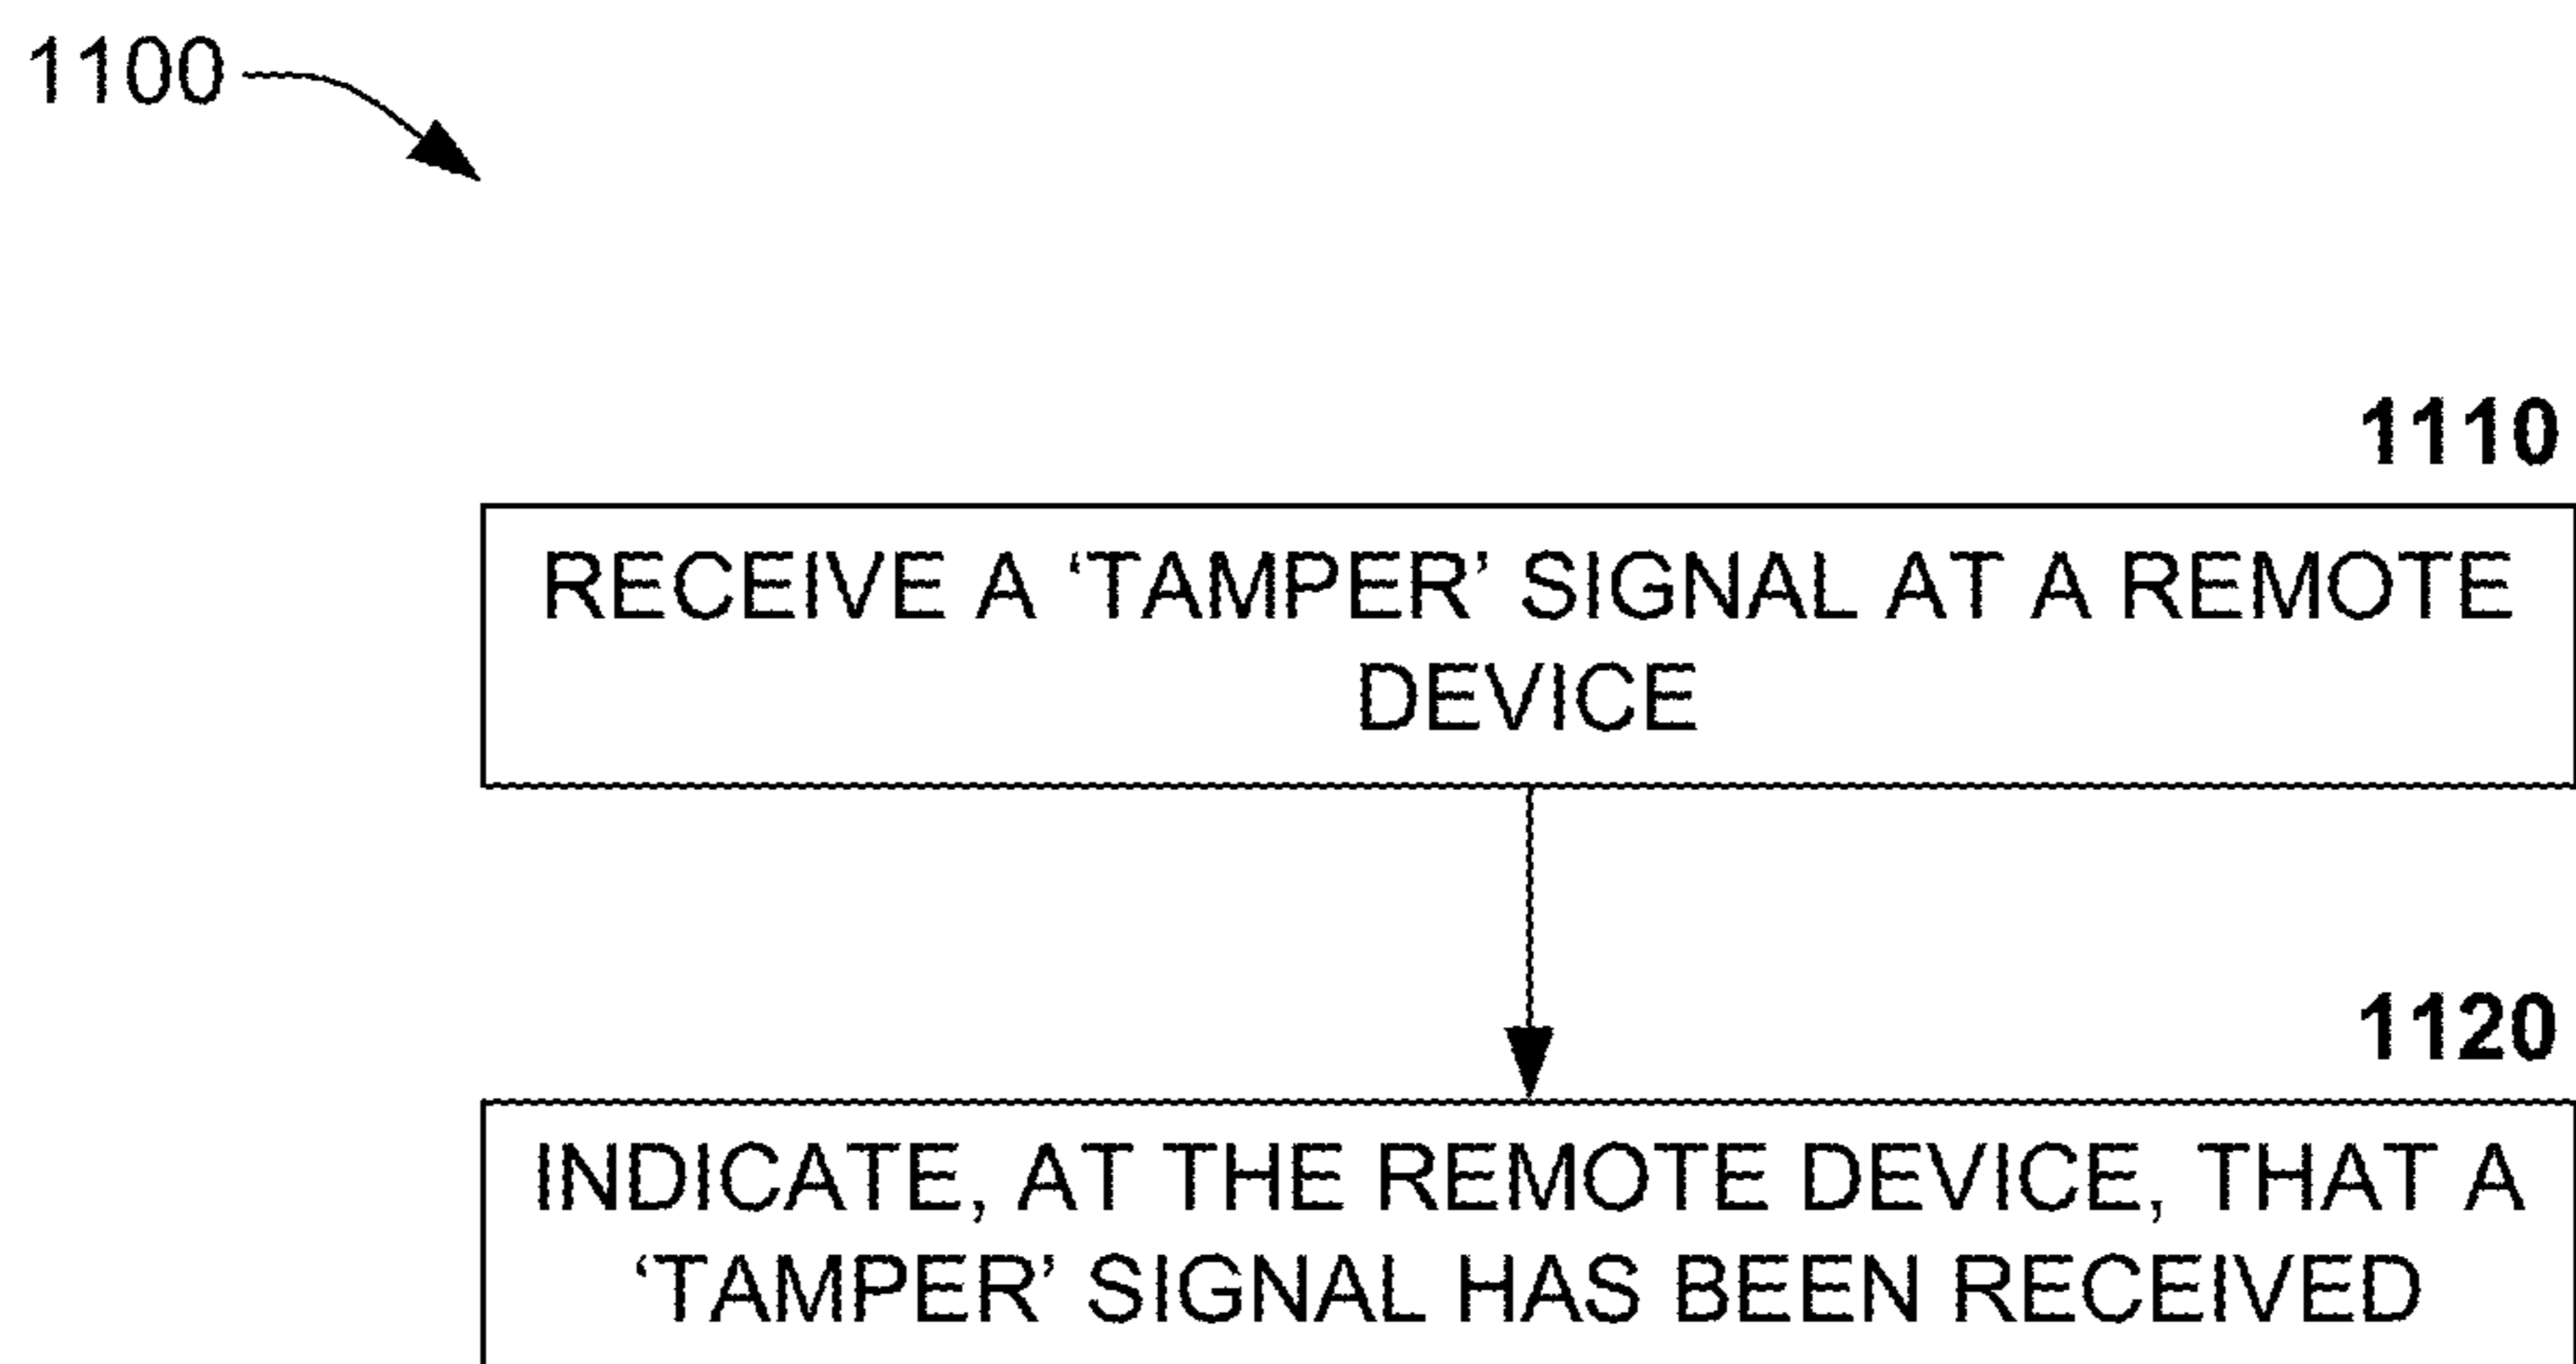 1100
1110
RECEIVE A ‘TAMPER’ SIGNAL AT A REMOTE
DEVICE
1120
INDICATE, AT THE REMOTE DEVICE, THAT A
‘TAMPER’ SIGNAL HAS BEEN RECEIVED